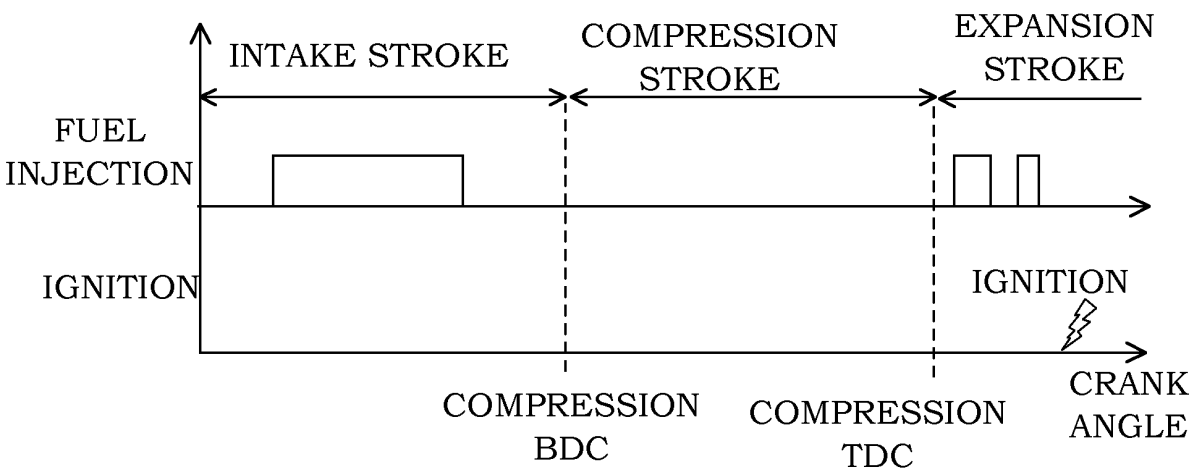 INTAKE STROKE
COMPRESSION
STROKE
EXPANSION
STROKE
FUEL
INJECTION
IGNITION
IGNITION
CRANK
ANGLE
COMPRESSION
BDC
COMPRESSION
TDC